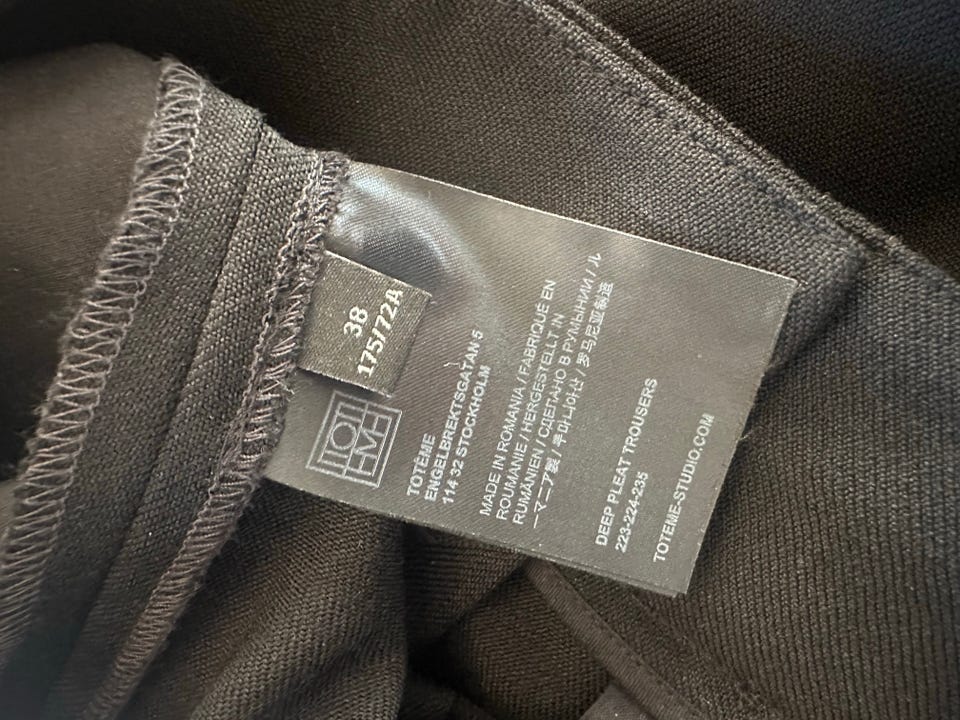 38
175/72A
TOTÊME
ENGELBREKTSGATAN 5
114 32 STOCKHOLM
MADE IN ROMANIA / FABRIQUÉ EN
ROUMANIE / HERGESTELLT IN
RUMÄNIEN / СДЕЛАНО В РУМЫНИИ / ル
ーマニア製 / 루마니아산 / 罗马尼亚制造
DEEP PLEAT TROUSERS
223-224-235
TOTEME-STUDIO.COM